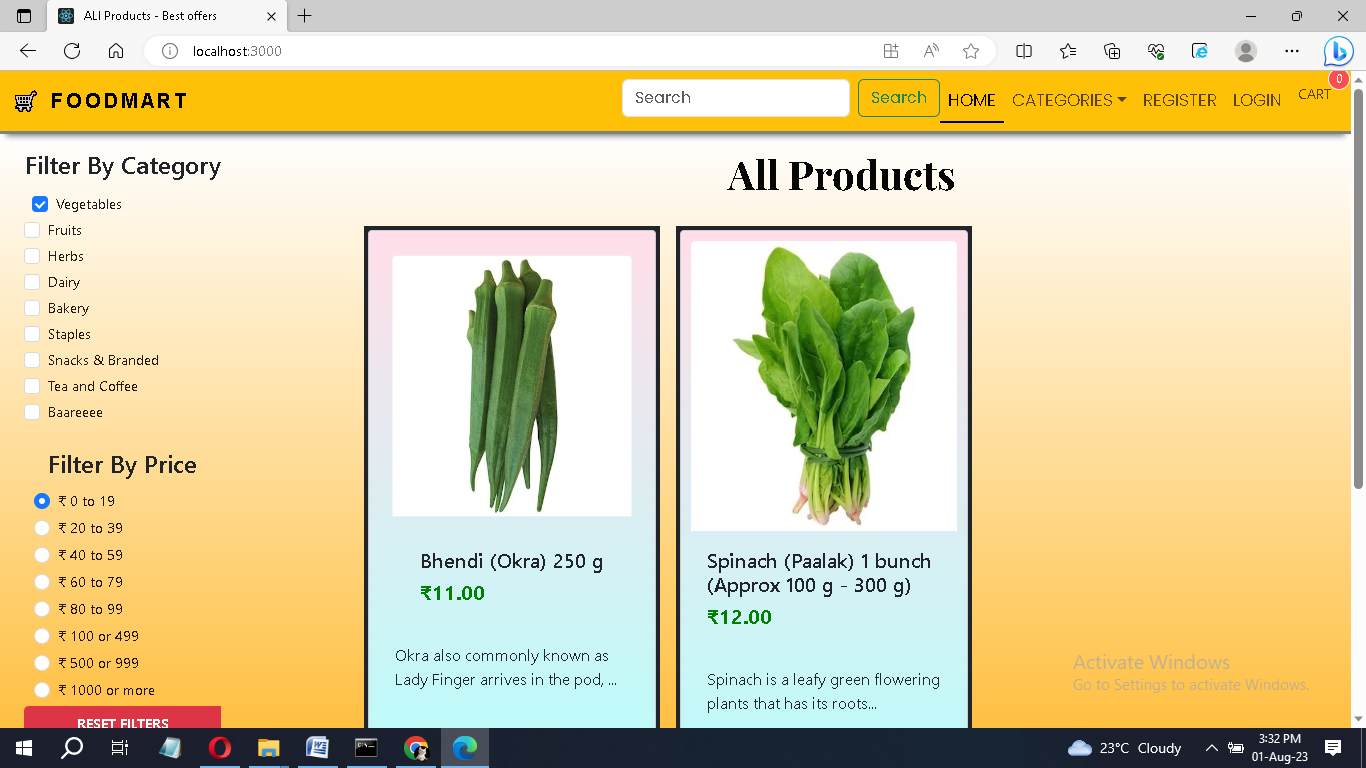 ALl Products - Best offers
localhost:3000
FOODMART
Search
Search
HOME
CATEGORIES
REGISTER
LOGIN
CART
0
Filter By Category
Vegetables
Fruits
Herbs
Dairy
Bakery
Staples
Snacks & Branded
Tea and Coffee
Baareeee
Filter By Price
₹ 0 to 19
₹ 20 to 39
₹ 40 to 59
₹ 60 to 79
₹ 80 to 99
₹ 100 or 499
₹ 500 or 999
₹ 1000 or more
RESET FILTERS
All Products
Bhendi (Okra) 250 g
₹11.00
Okra also commonly known as
Lady Finger arrives in the pod, ...
Spinach (Paalak) 1 bunch
(Approx 100 g - 300 g)
₹12.00
Spinach is a leafy green flowering
plants that has its roots...
Activate Windows
Go to Settings to activate Windows.
23°C Cloudy
3:32 PM
01-Aug-23